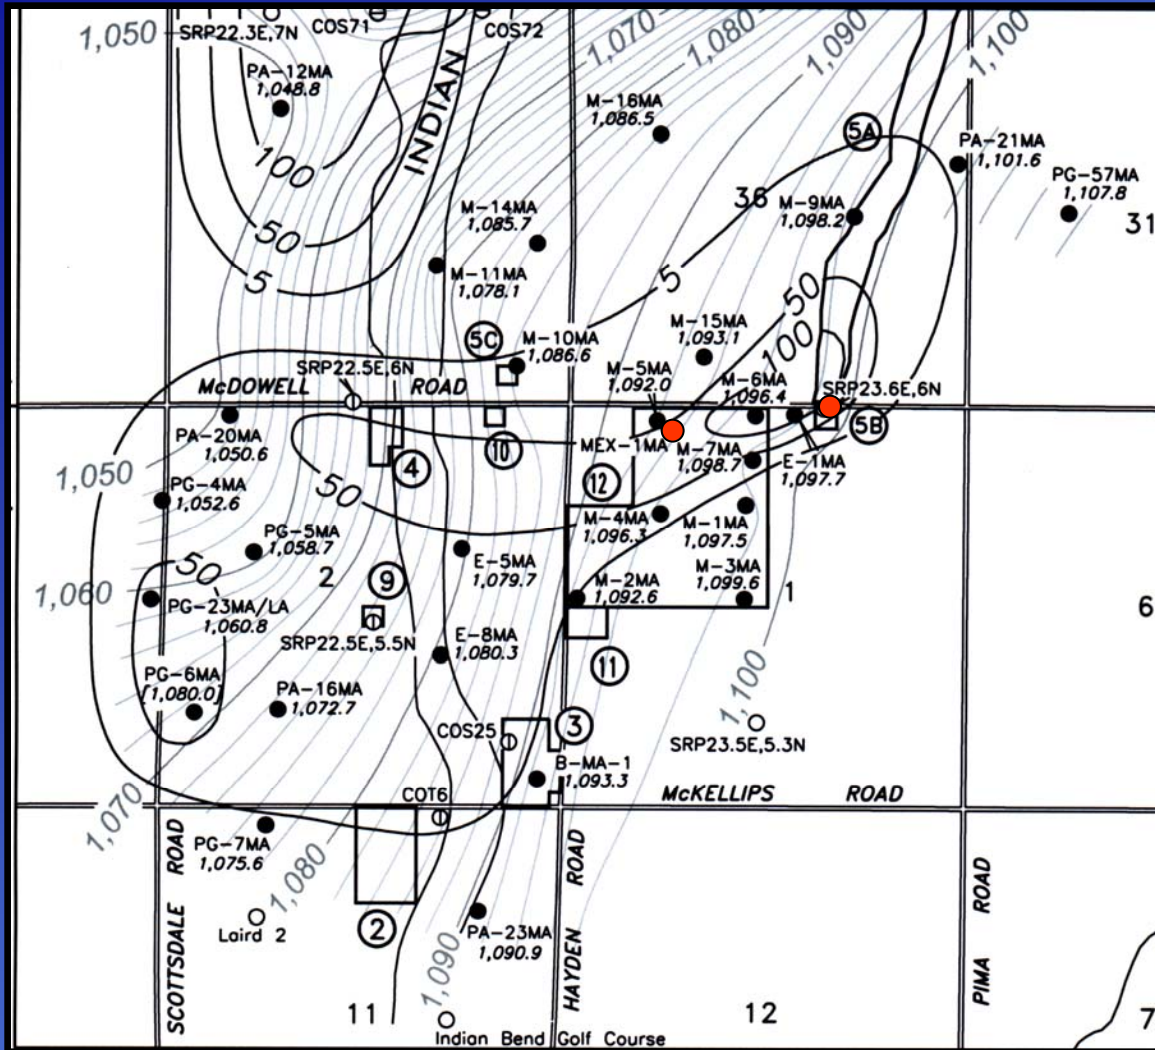 1,050
SRP22.3E,7N
COS71
COS72
1,070
1,080
1,090
1,100
PA-12MA
1,048.8
INDIAN
M-16MA
1,086.5
5A
PA-21MA
1,101.6
PG-57MA
1,107.8
100
36
M-9MA
1,098.2
31
M-14MA
1,085.7
50
5
M-11MA
1,078.1
5
50
M-15MA
1,093.1
100
5C
M-10MA
1,086.6
SRP22.5E,6N
McDOWELL ROAD
M-5MA
1,092.0
M-6MA
1,096.4
SRP23.6E,6N
5B
PA-20MA
1,050.6
10
MEX-1MA
M-7MA
1,098.7
E-1MA
1,097.7
4
1,050
50
12
PG-4MA
1,052.6
M-4MA
1,096.3
M-1MA
1,097.5
PG-5MA
1,058.7
E-5MA
1,079.7
M-3MA
1,099.6
50
2
9
1,060
M-2MA
1,092.6
1
PG-23MA/LA
1,060.8
6
SRP22.5E,5.5N
E-8MA
1,080.3
11
PG-6MA
[1,080.0]
PA-16MA
1,072.7
1,100
COS25
3
SRP23.5E,5.3N
B-MA-1
1,093.3
COT6
McKELLIPS ROAD
1,070
PG-7MA
1,075.6
1,080
SCOTTSDALE ROAD
HAYDEN ROAD
PIMA ROAD
Laird 2
2
PA-23MA
1,090.9
1,090
11
12
7
Indian Bend Golf Course